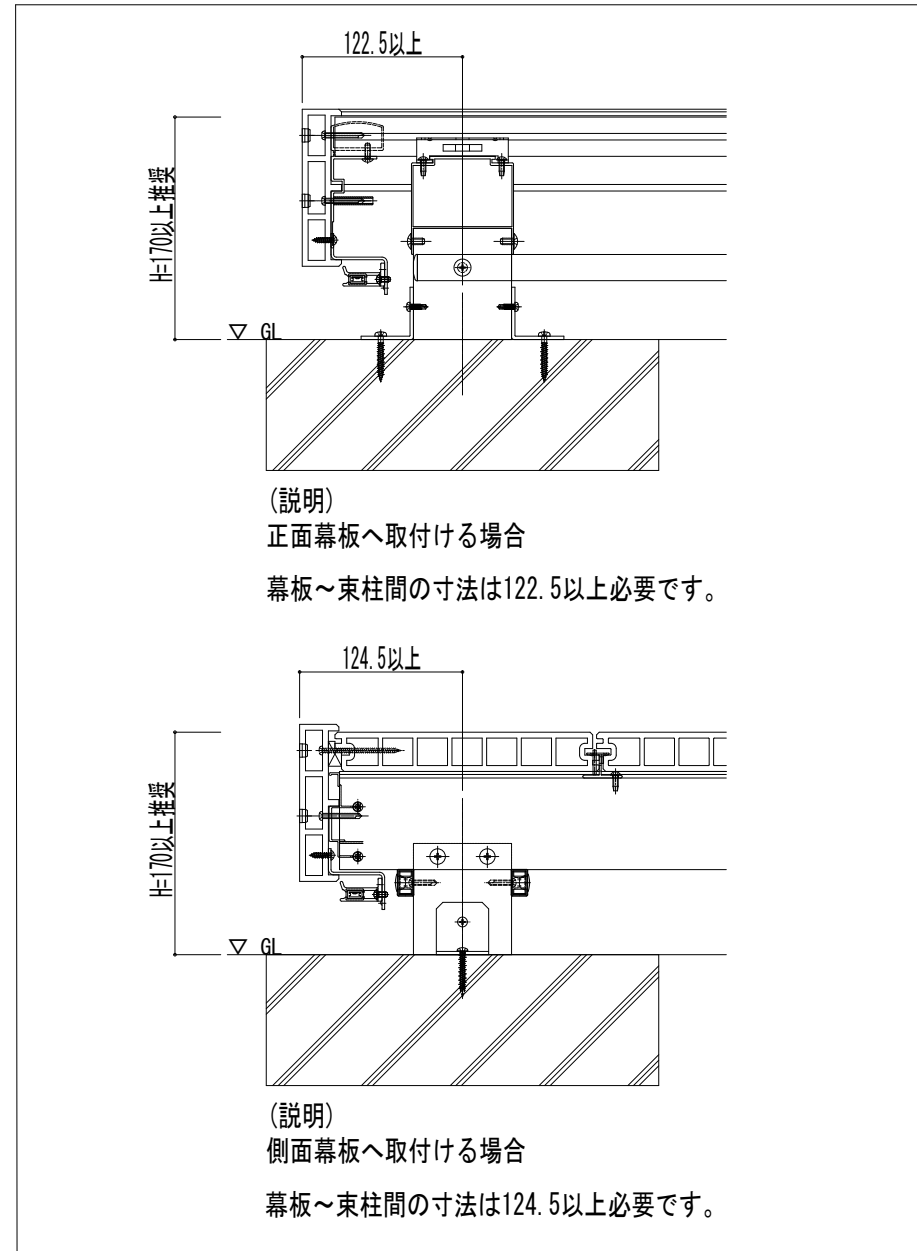 122.5以上
H=170以上推奨
▽ GL
(説明)
正面幕板へ取付ける場合
幕板～束柱間の寸法は122.5以上必要です。
124.5以上
H=170以上推奨
▽ GL
(説明)
側面幕板へ取付ける場合
幕板～束柱間の寸法は124.5以上必要です。